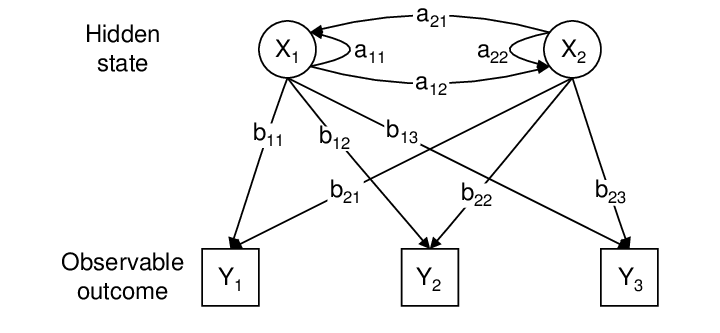 Hidden
state
X₁
X₂
a₂₁
a₁₁
a₂₂
a₁₂
b₁₁
b₁₂
b₁₃
b₂₁
b₂₂
b₂₃
Observable
outcome
Y₁
Y₂
Y₃